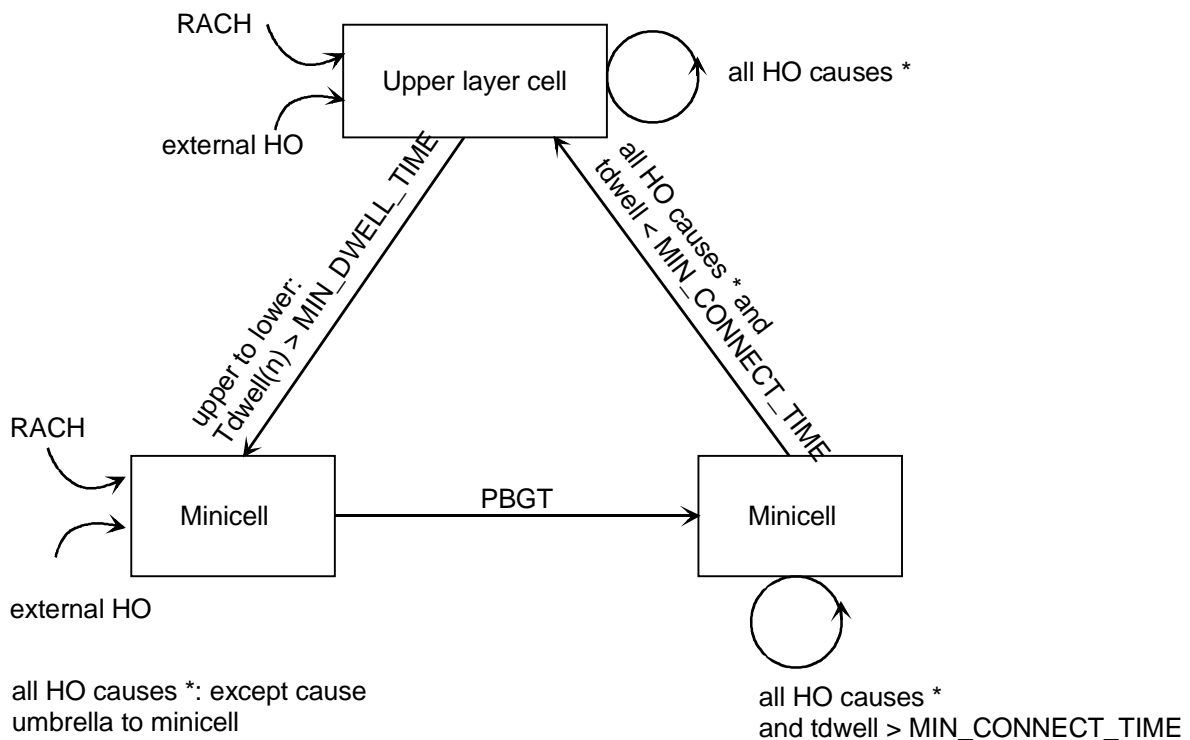 RACH
Upper layer cell
all HO causes *
external HO
upper to lower:
Tdwell(n) > MIN_DWELL_TIME
all HO causes * and
tdwell < MIN_CONNECT_TIME
RACH
Minicell
PBGT
Minicell
external HO
all HO causes *: except cause
umbrella to minicell
all HO causes *
and tdwell > MIN_CONNECT_TIME